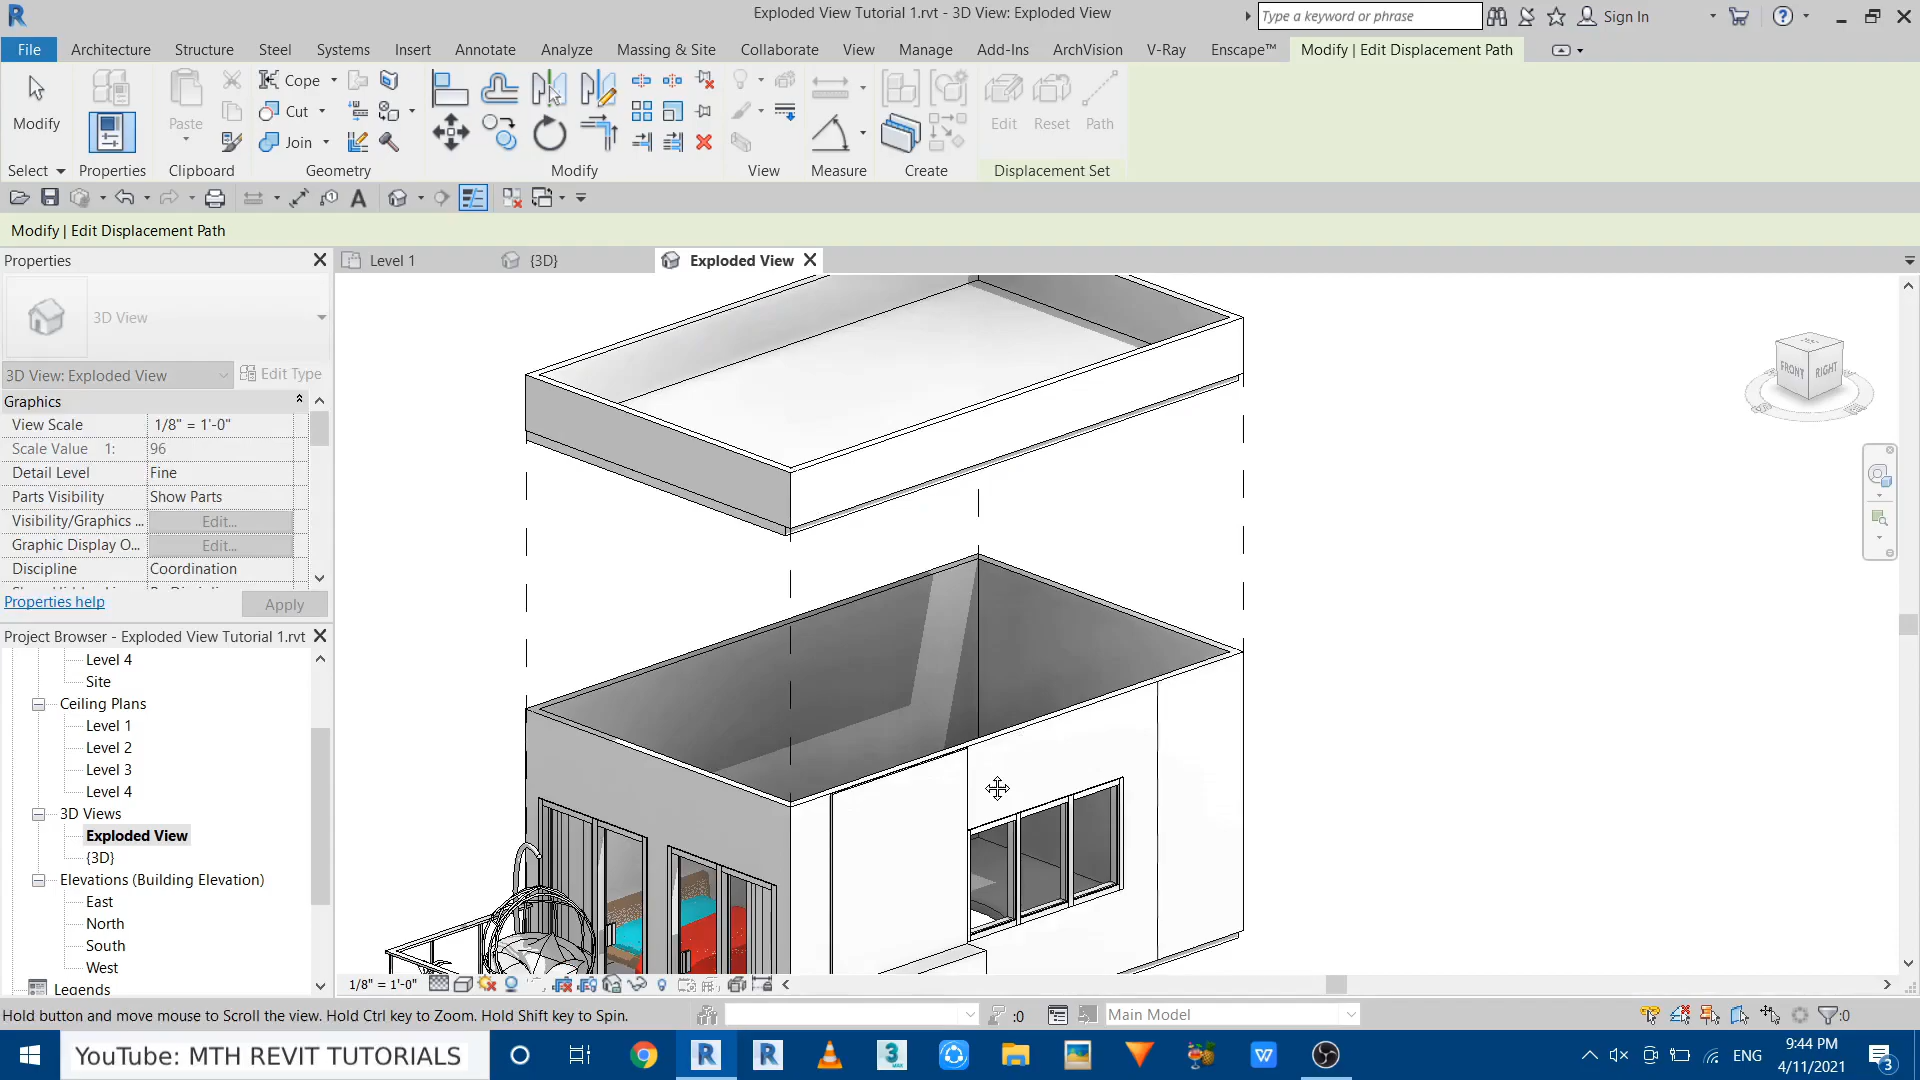 Exploded View Tutorial 1.rvt - 3D View: Exploded View
Type a keyword or phrase
Sign In
File Architecture Structure Steel Systems Insert Annotate Analyze Massing & Site Collaborate View Manage Add-Ins ArchVision V-Ray Enscape™ Modify | Edit Displacement Path
Modify
Paste
Cope
Cut
Join
Edit Reset Path
Select Properties Clipboard Geometry Modify View Measure Create Displacement Set
Modify | Edit Displacement Path
Properties
Level 1
{3D}
Exploded View
3D View
3D View: Exploded View
Edit Type
Graphics
View Scale 1/8" = 1'-0"
Scale Value 1: 96
Detail Level Fine
Parts Visibility Show Parts
Visibility/Graphics ... Edit...
Graphic Display O... Edit...
Discipline Coordination
Properties help
Apply
Project Browser - Exploded View Tutorial 1.rvt
Level 4
Site
Ceiling Plans
Level 1
Level 2
Level 3
Level 4
3D Views
Exploded View
{3D}
Elevations (Building Elevation)
East
North
South
West
Legends
FRONT
RIGHT
1/8" = 1'-0"
Hold button and move mouse to Scroll the view. Hold Ctrl key to Zoom. Hold Shift key to Spin.
:0
Main Model
:0
YouTube: MTH REVIT TUTORIALS
ENG
9:44 PM
4/11/2021
3